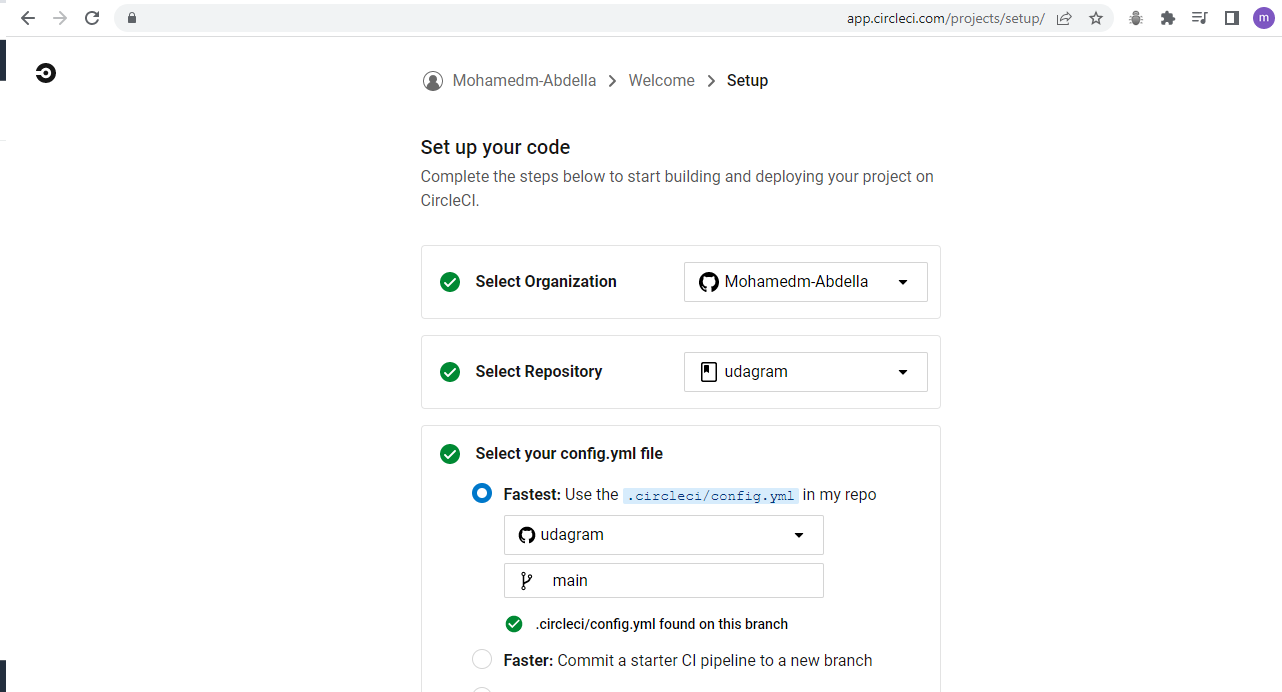 app.circleci.com/projects/setup/
m
Mohamedm-Abdella > Welcome > Setup
Set up your code
Complete the steps below to start building and deploying your project on
CircleCI.
Select Organization
Mohamedm-Abdella
Select Repository
udagram
Select your config.yml file
Fastest: Use the .circleci/config.yml in my repo
udagram
main
.circleci/config.yml found on this branch
Faster: Commit a starter CI pipeline to a new branch